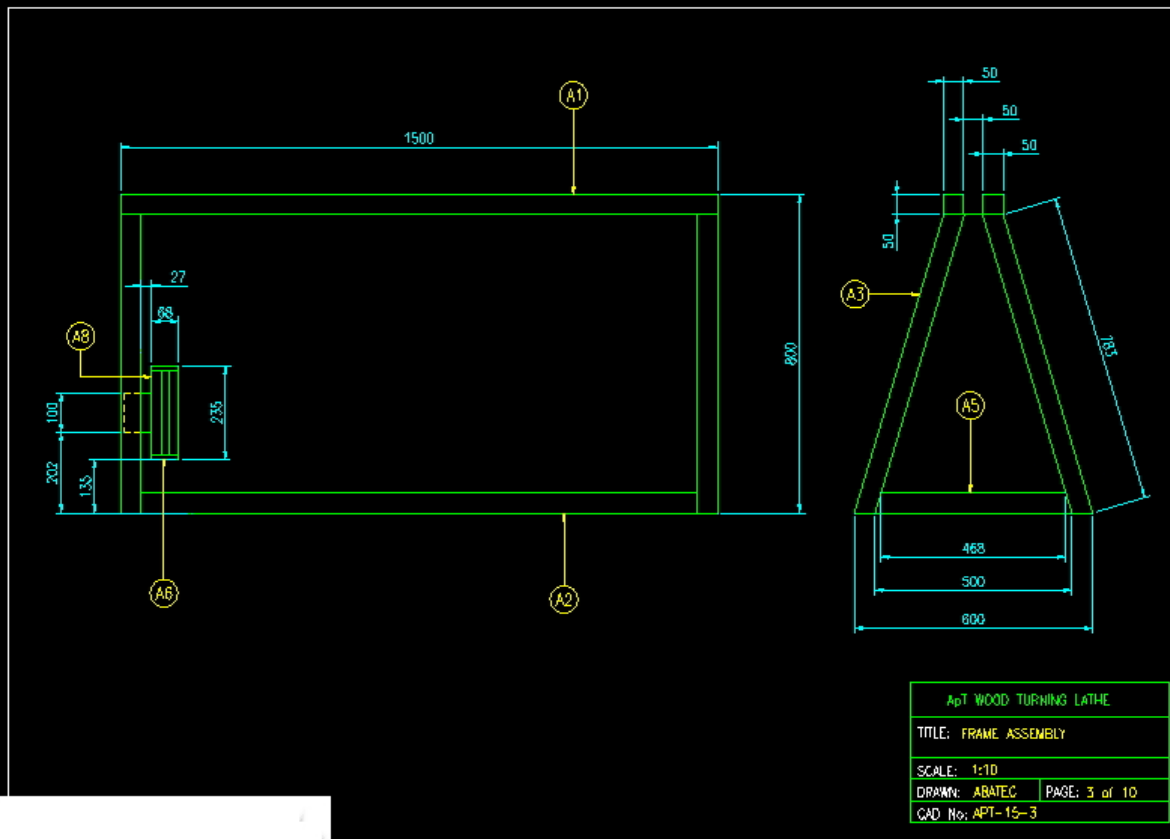 50
A1
50
1500
50
50
27
A3
68
A8
800
783
100
235
A5
202
135
468
500
A6
A2
600
ApT WOOD TURNING LATHE
TITLE: FRAME ASSEMBLY
SCALE: 1:10
DRAWN: ABATEC PAGE: 3 of 10
CAD No: APT-15-3